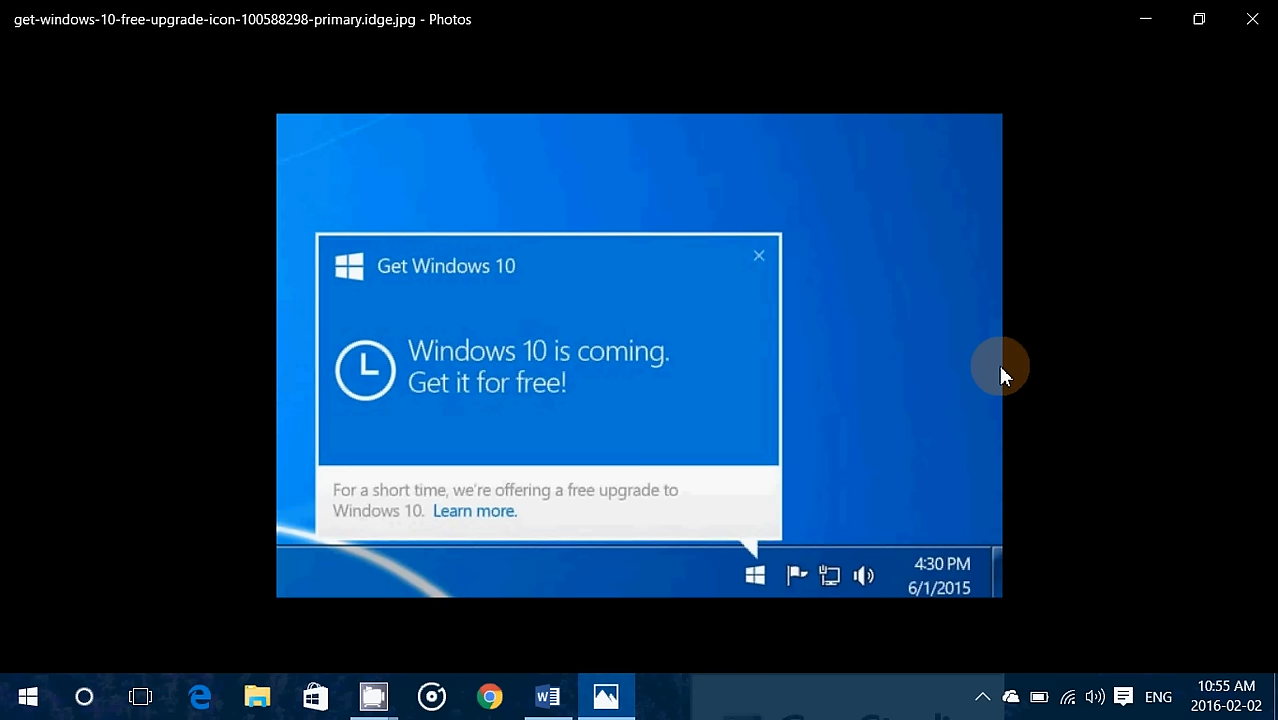 get-windows-10-free-upgrade-icon-100588298-primary.idge.jpg - Photos
Get Windows 10
Windows 10 is coming.
Get it for free!
For a short time, we're offering a free upgrade to
Windows 10. Learn more.
4:30 PM
6/1/2015
ENG
10:55 AM
2016-02-02